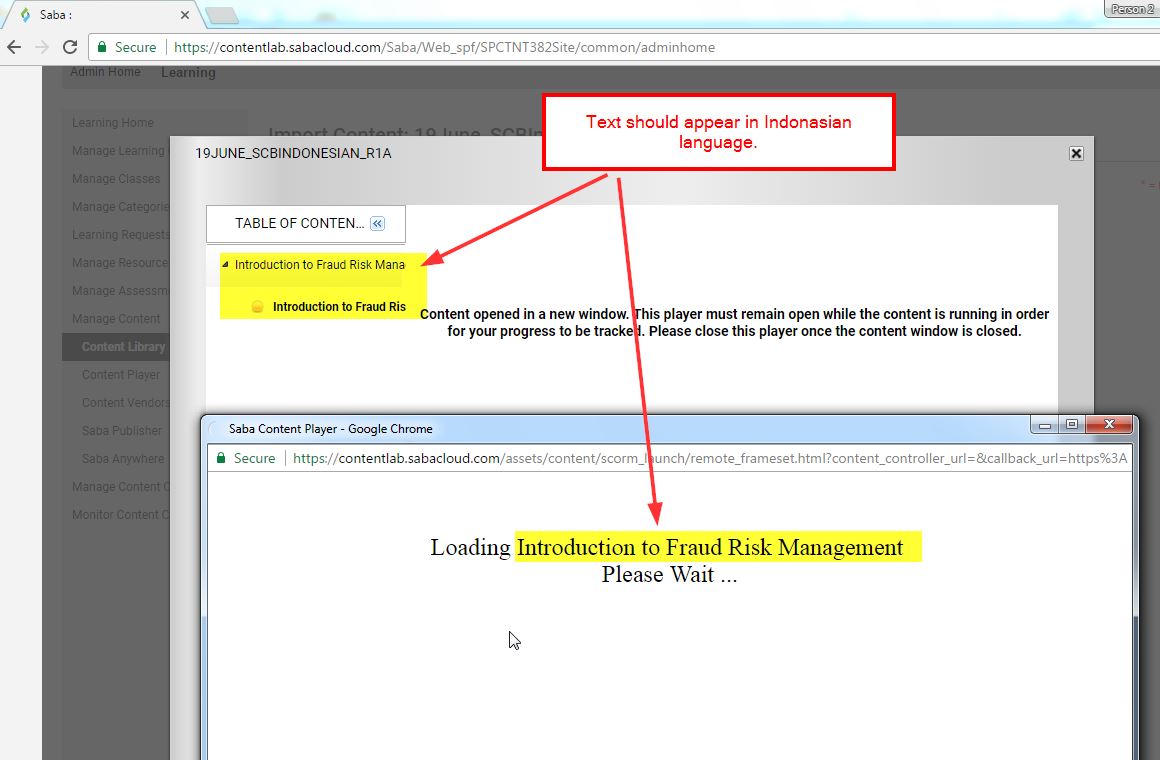 Saba :
Person 2
Secure
https://contentlab.sabacloud.com/Saba/Web_spf/SPCTNT382Site/common/adminhome
Admin Home Learning
Text should appear in Indonasian
language.
Learning Home
Import Content: 19 June_SCBIN
Manage Learning
19JUNE_SCBINDONESIAN_R1A
Manage Classes
* =
Manage Categorie
TABLE OF CONTEN...
Learning Requests
Manage Resource
Introduction to Fraud Risk Mana
Manage Assessm
Introduction to Fraud Ris
Content opened in a new window. This player must remain open while the content is running in order
for your progress to be tracked. Please close this player once the content window is closed.
Manage Content
Content Library
Content Player
Content Vendors
Saba Publisher
Saba Anywhere
Manage Content C
Monitor Content C
Saba Content Player - Google Chrome
Secure
https://contentlab.sabacloud.com/assets/content/scorm_launch/remote_frameset.html?content_controller_url=&callback_url=https%3A
Loading Introduction to Fraud Risk Management
Please Wait ...